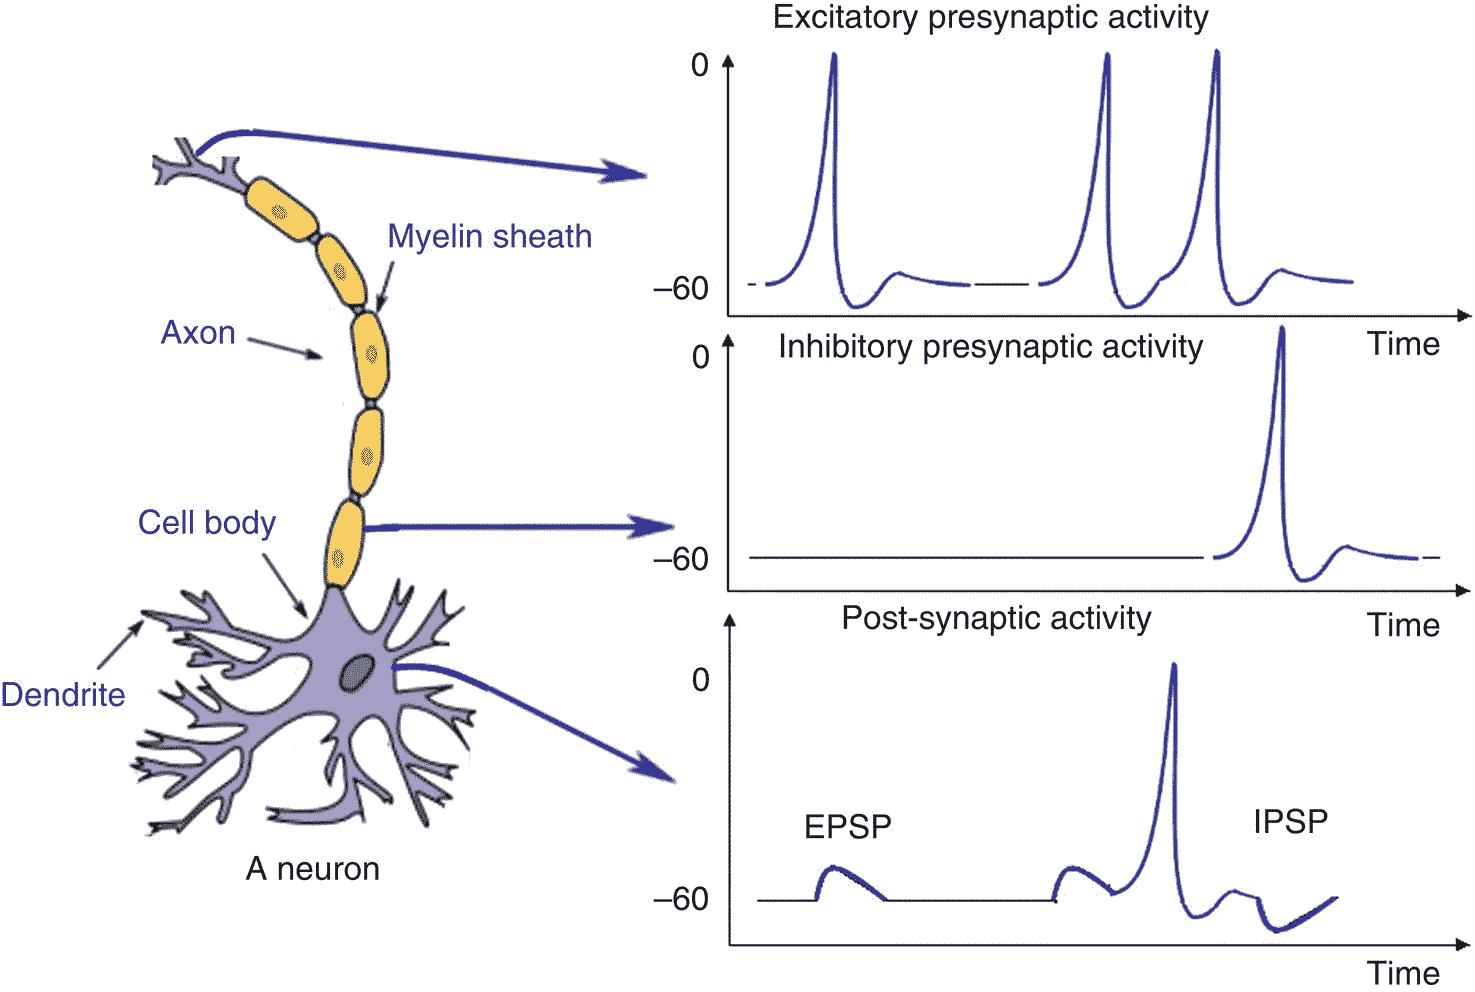 Excitatory presynaptic activity
0
–60
Time
Myelin sheath
Axon
Cell body
Dendrite
A neuron
Inhibitory presynaptic activity
0
–60
Time
Post-synaptic activity
0
EPSP
IPSP
–60
Time